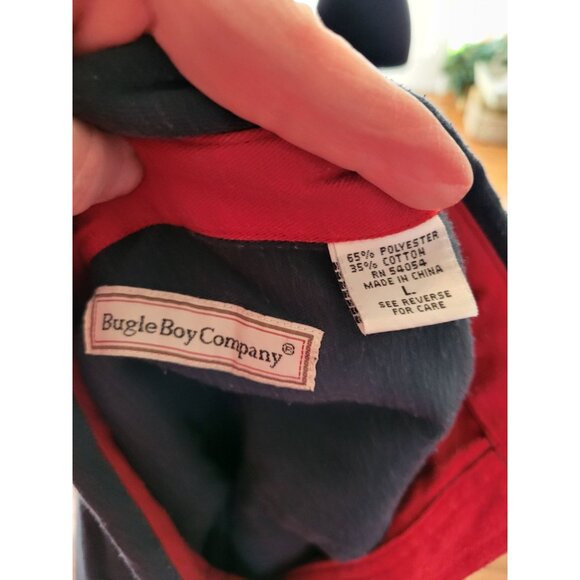 65% POLYESTER
35% COTTON
RN 54054
MADE IN CHINA
L
SEE REVERSE
FOR CARE
Bugle Boy Company®